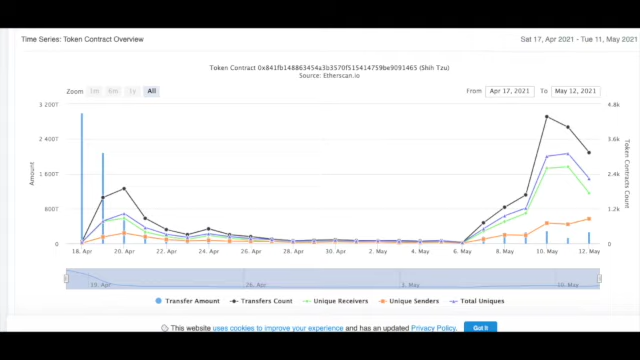 Time Series: Token Contract Overview
Sat 17, Apr 2021 - Tue 11, May 2021
Token Contract 0x841fb148863454a3b3570f515414759be9091465 (Shih Tzu)
Source: Etherscan.io
Zoom 1m 6m 1y All
From Apr 17, 2021 To May 12, 2021
3 200T 4.8k
2 400T 3.6k
1 600T 2.4k
800T 1.2k
0 0
Amount
Token Contracts Count
18. Apr 20. Apr 22. Apr 24. Apr 26. Apr 28. Apr 30. Apr 2. May 4. May 6. May 8. May 10. May 12. May
19. Apr 26. Apr 3. May 10. May
Transfer Amount Transfers Count Unique Receivers Unique Senders Total Uniques
This website uses cookies to improve your experience and has an updated Privacy Policy. Got It